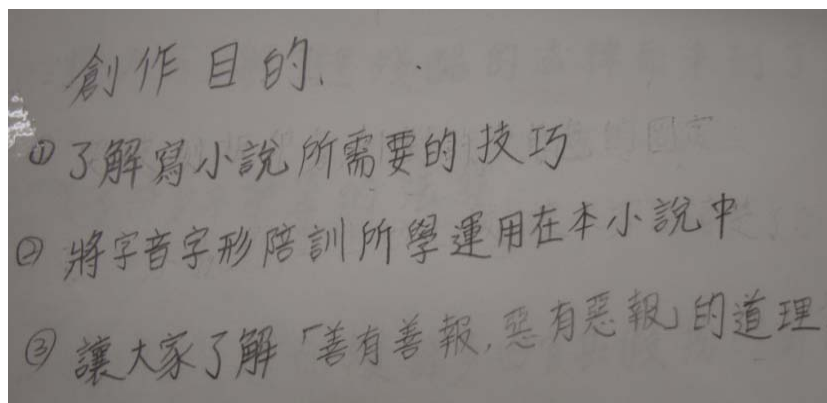 創作目的.
①了解寫小說所需要的技巧
②將字音字形陪訓所學運用在本小說中
③讓大家了解「善有善報,惡有惡報」的道理